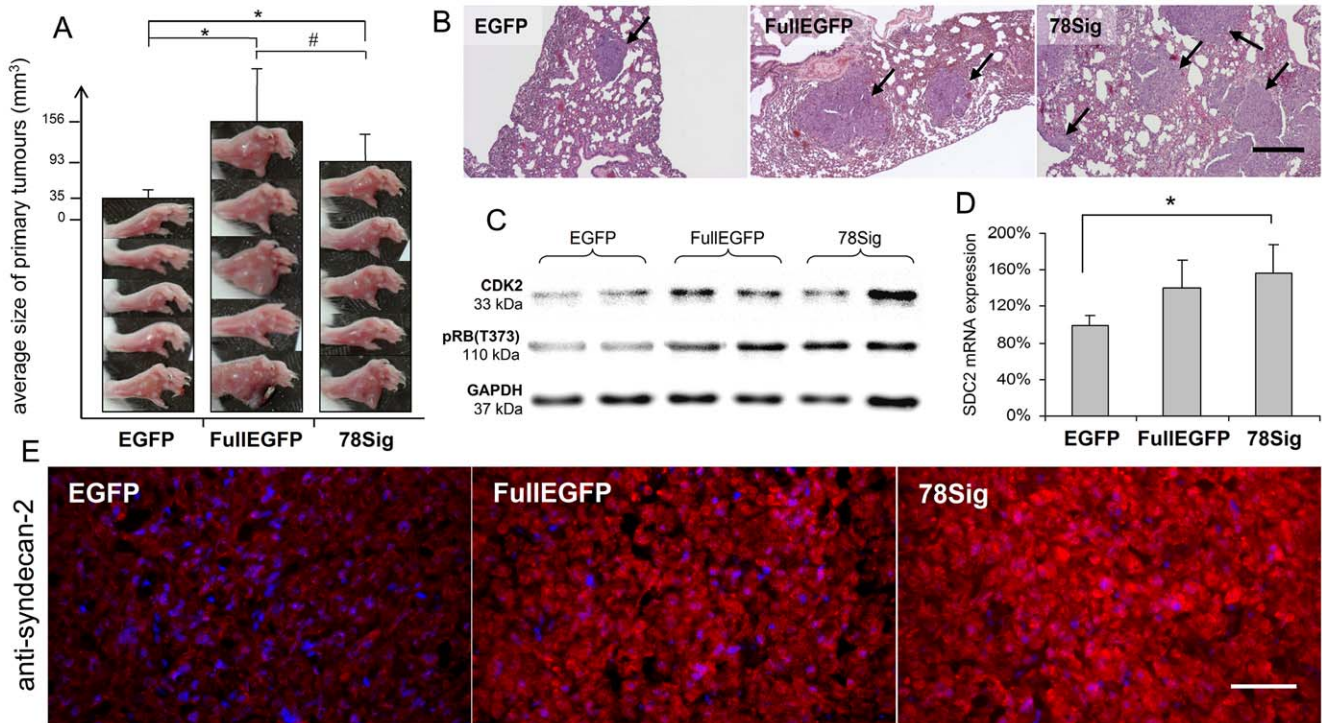 A
*
*
#
average size of primary tumours (mm³)
156
93
35
0
EGFP
FullEGFP
78Sig
B
EGFP
FullEGFP
78Sig
C
EGFP
FullEGFP
78Sig
CDK2
33 kDa
pRB(T373)
110 kDa
GAPDH
37 kDa
D
*
SDC2 mRNA expression
200%
160%
120%
80%
40%
0%
EGFP
FullEGFP
78Sig
E
anti-syndecan-2
EGFP
FullEGFP
78Sig